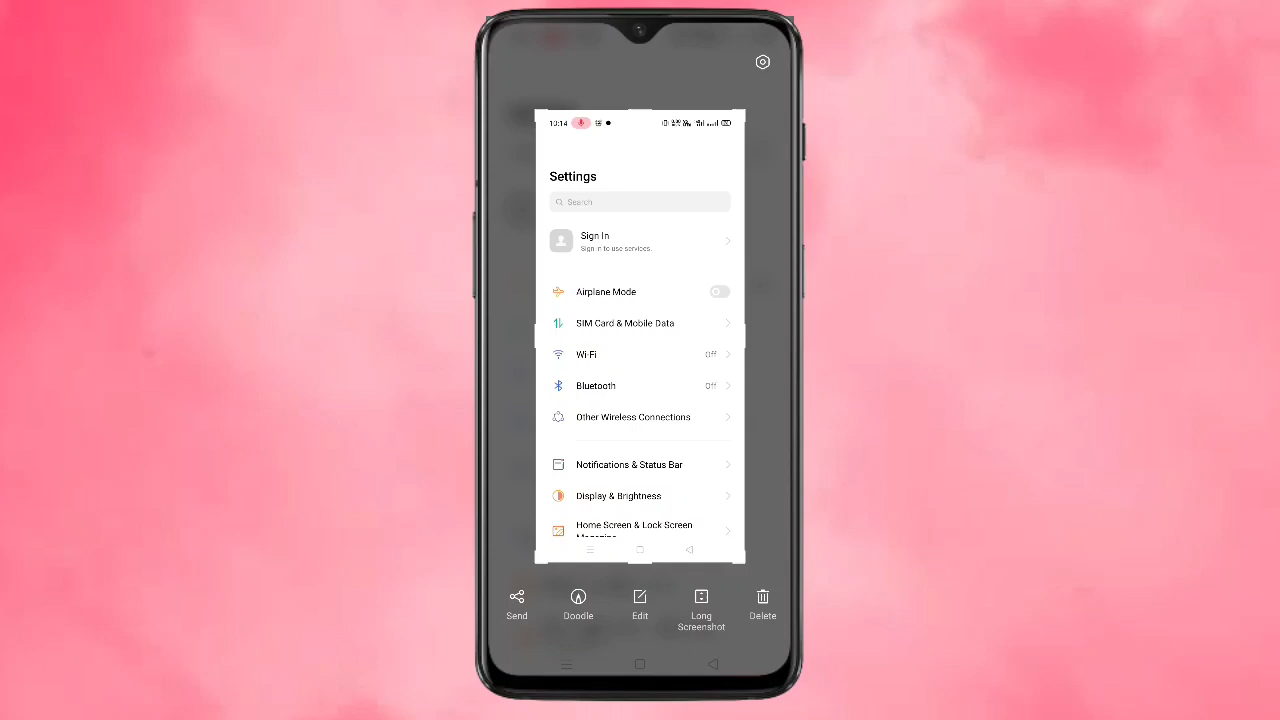 10:14
Settings
Search
Sign In
Sign in to use services.
Airplane Mode
SIM Card & Mobile Data
Wi-Fi Off
Bluetooth Off
Other Wireless Connections
Notifications & Status Bar
Display & Brightness
Home Screen & Lock Screen
Magazine
Send Doodle Edit Long Screenshot Delete